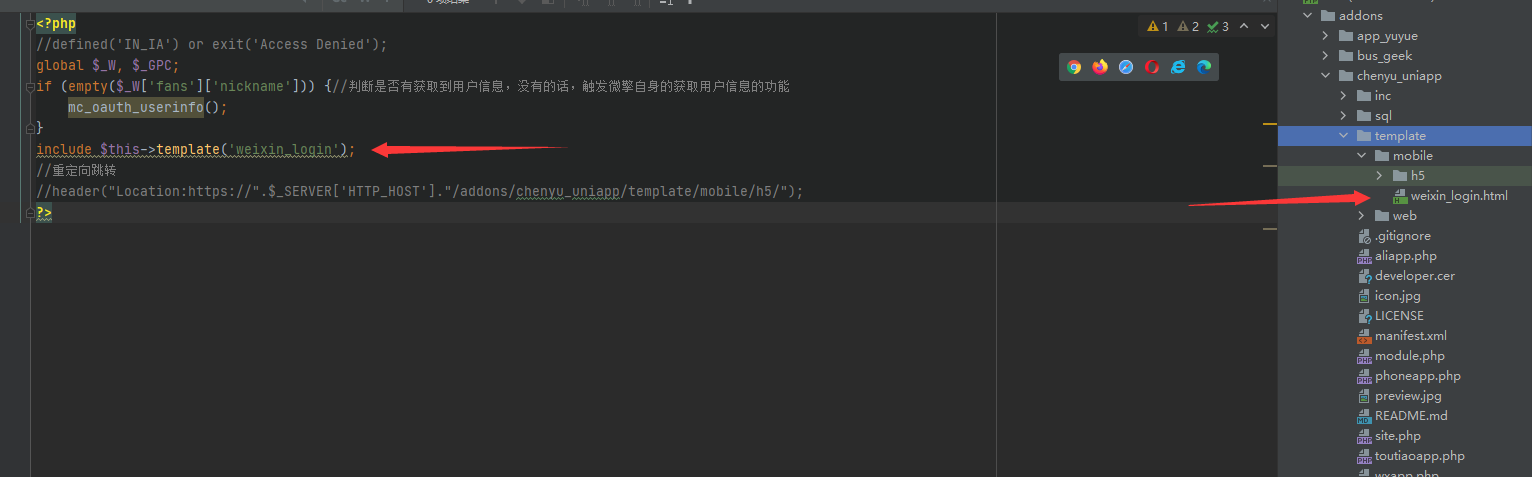 <?php
//defined('IN_IA') or exit('Access Denied');
global $_W, $_GPC;
if (empty($_W['fans']['nickname'])) {//判断是否有获取到用户信息，没有的话，触发微擎自身的获取用户信息的功能
mc_oauth_userinfo();
}
include $this->template('weixin_login');
//重定向跳转
//header("Location:https://".$_SERVER['HTTP_HOST']."/addons/chenyu_uniapp/template/mobile/h5/");
?>
1 2 3
addons
app_yuyue
bus_geek
chenyu_uniapp
inc
sql
template
mobile
h5
weixin_login.html
web
.gitignore
aliapp.php
developer.cer
icon.jpg
LICENSE
manifest.xml
module.php
phoneapp.php
preview.jpg
README.md
site.php
toutiaoapp.php
wxapp.php